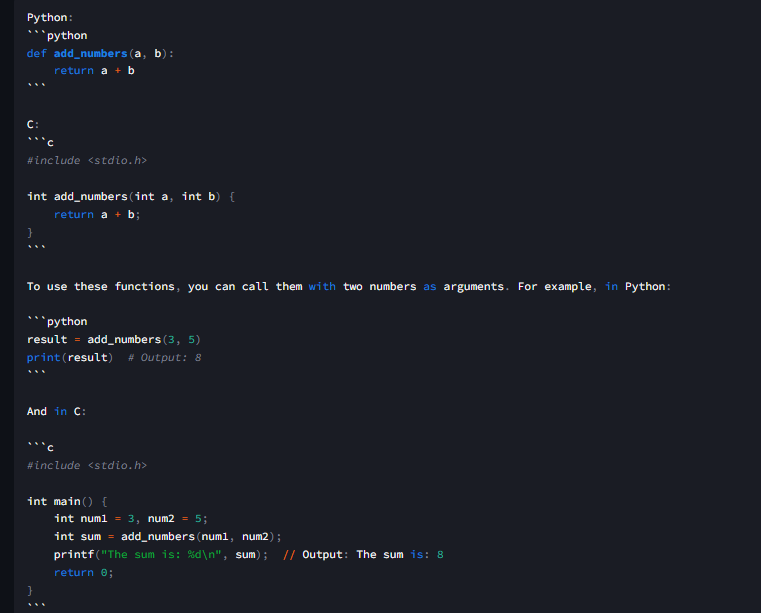 Python:
```python
def add_numbers(a, b):
    return a + b
```

C:
```c
#include <stdio.h>

int add_numbers(int a, int b) {
    return a + b;
}
```

To use these functions, you can call them with two numbers as arguments. For example, in Python:

```python
result = add_numbers(3, 5)
print(result)  # Output: 8
```

And in C:

```c
#include <stdio.h>

int main() {
    int num1 = 3, num2 = 5;
    int sum = add_numbers(num1, num2);
    printf("The sum is: %d\n", sum);  // Output: The sum is: 8
    return 0;
}
```